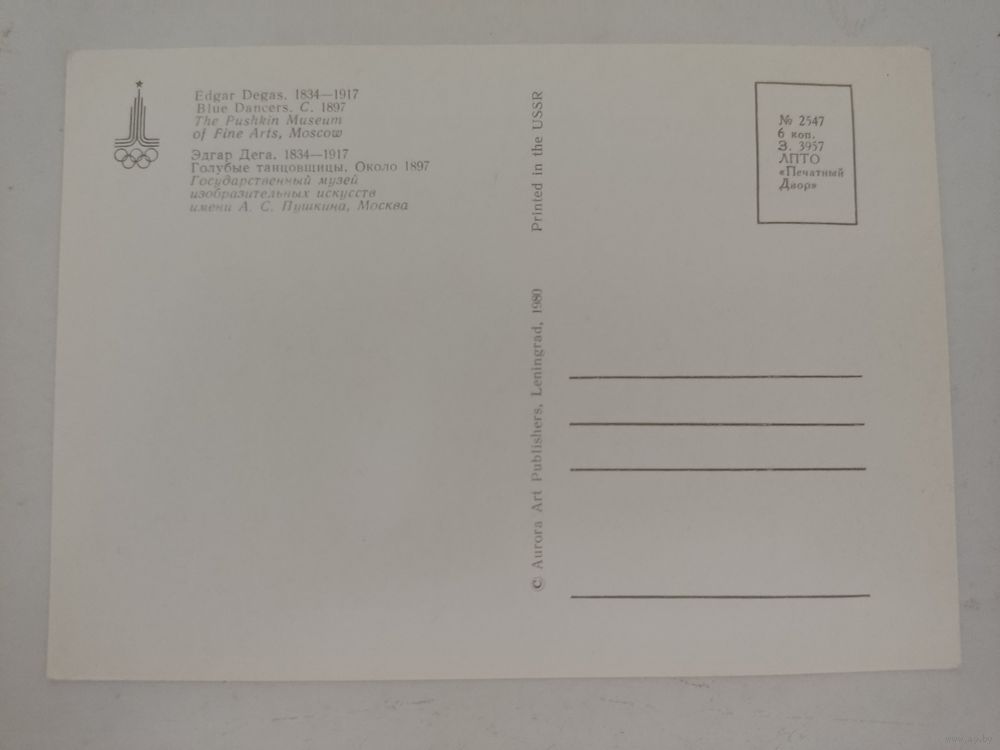 Edgar Degas. 1834—1917
Blue Dancers. C. 1897
The Pushkin Museum
of Fine Arts, Moscow
Эдгар Дега. 1834—1917
Голубые танцовщицы. Около 1897
Государственный музей
изобразительных искусств
имени А. С. Пушкина, Москва
© Aurora Art Publishers, Leningrad, 1980
Printed in the USSR
№ 2547
6 коп.
З. 3957
ЛПТО
«Печатный
Двор»